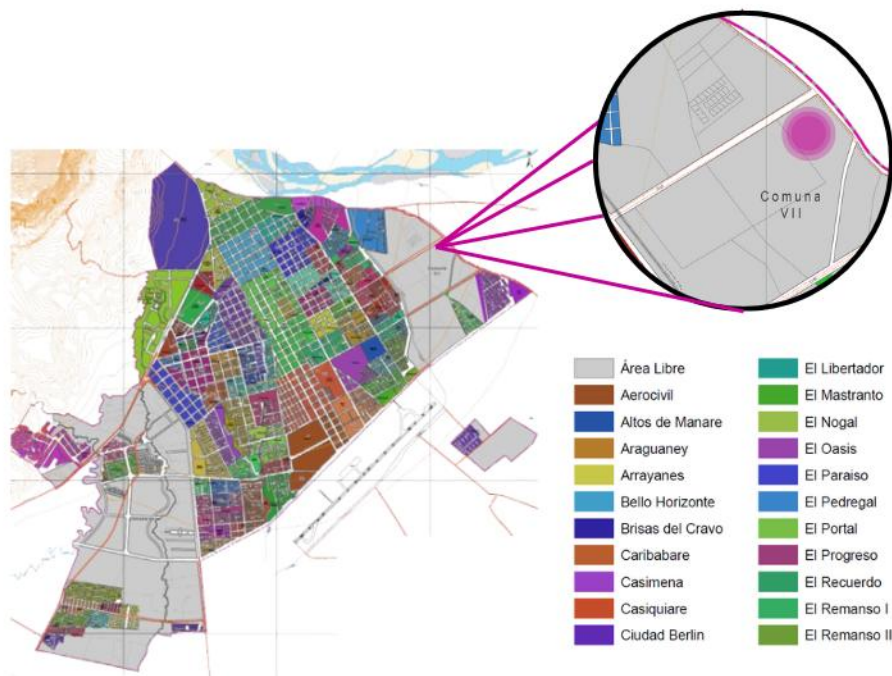 Comuna
VII
Área Libre
Aerocivil
Altos de Manare
Araguaney
Arrayanes
Bello Horizonte
Brisas del Cravo
Caribabare
Casimena
Casiquiare
Ciudad Berlin
El Libertador
El Mastranto
El Nogal
El Oasis
El Paraiso
El Pedregal
El Portal
El Progreso
El Recuerdo
El Remanso I
El Remanso II